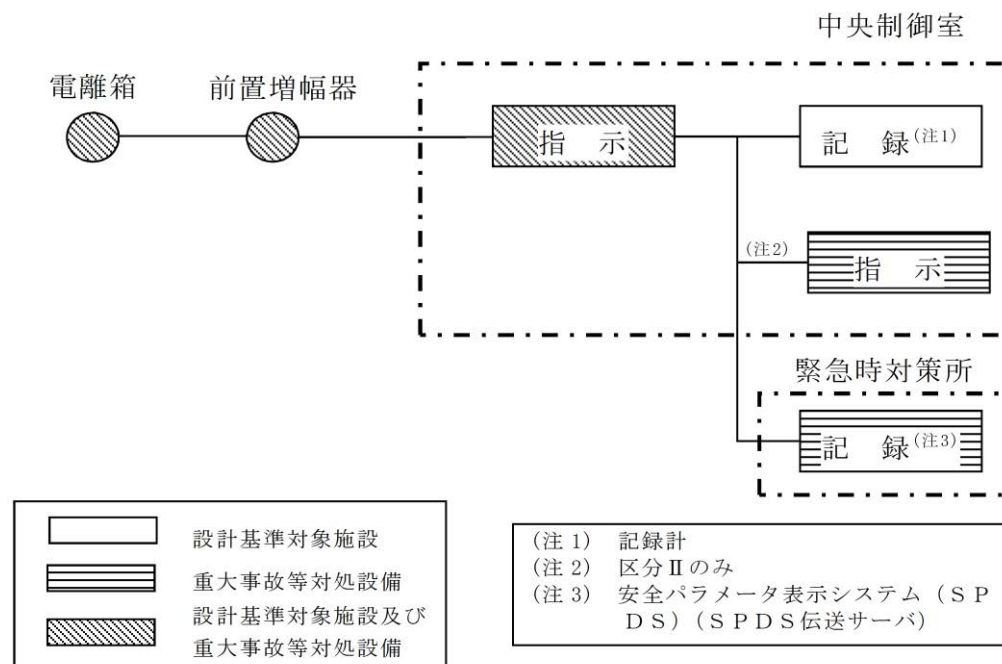 中央制御室
電離箱
前置増幅器
指 示
記 録(注1)
(注2)
指 示
緊急時対策所
記 録(注3)
設計基準対象施設
重大事故等対処設備
設計基準対象施設及び
重大事故等対処設備
(注1) 記録計
(注2) 区分Ⅱのみ
(注3) 安全パラメータ表示システム(SP
DS)(SPDS伝送サーバ)